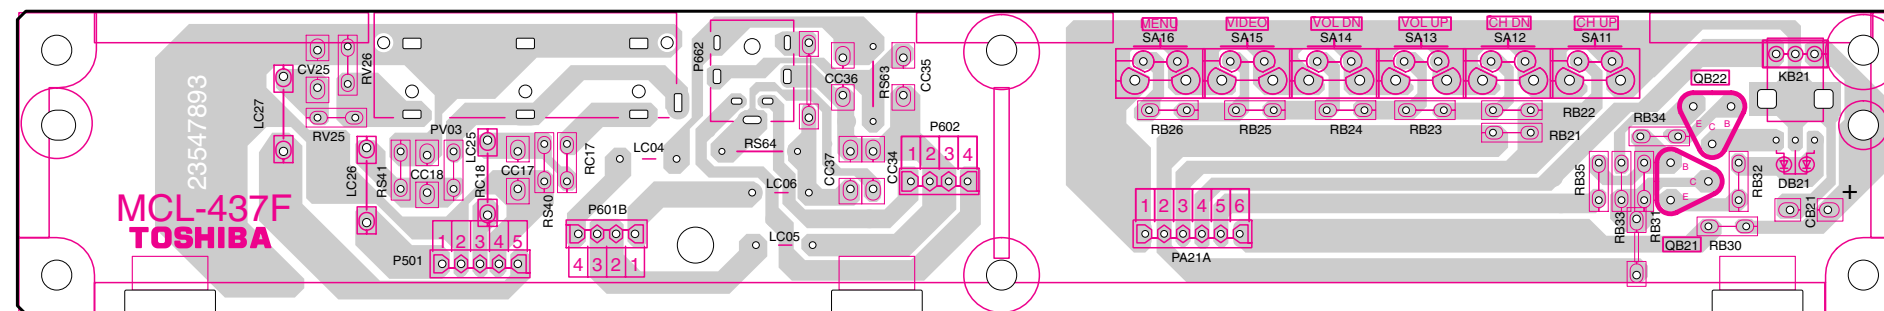 MENU
VIDEO
VOL DN
VOL UP
CH DN
CH UP
SA16
SA15
SA14
SA13
SA12
SA11
P662
CV25
RV26
CC36
RS63
CC35
KB21
QB22
LC27
23547893
RV25
PV03
LC25
RB26
RB25
RB24
RB23
RB22
RB21
RB34
E
C
B
P602
1 2 3 4
LC26
RS41
CC18
RC18
CC17
RS40
RC17
LC04
RS64
LC06
CC37
CC34
RB35
RB33
RB31
B
C
E
RB32
DB21
CB21
+
MCL-437F
TOSHIBA
P601B
4 3 2 1
LC05
P501
1 2 3 4 5
1 2 3 4 5 6
PA21A
QB21
RB30